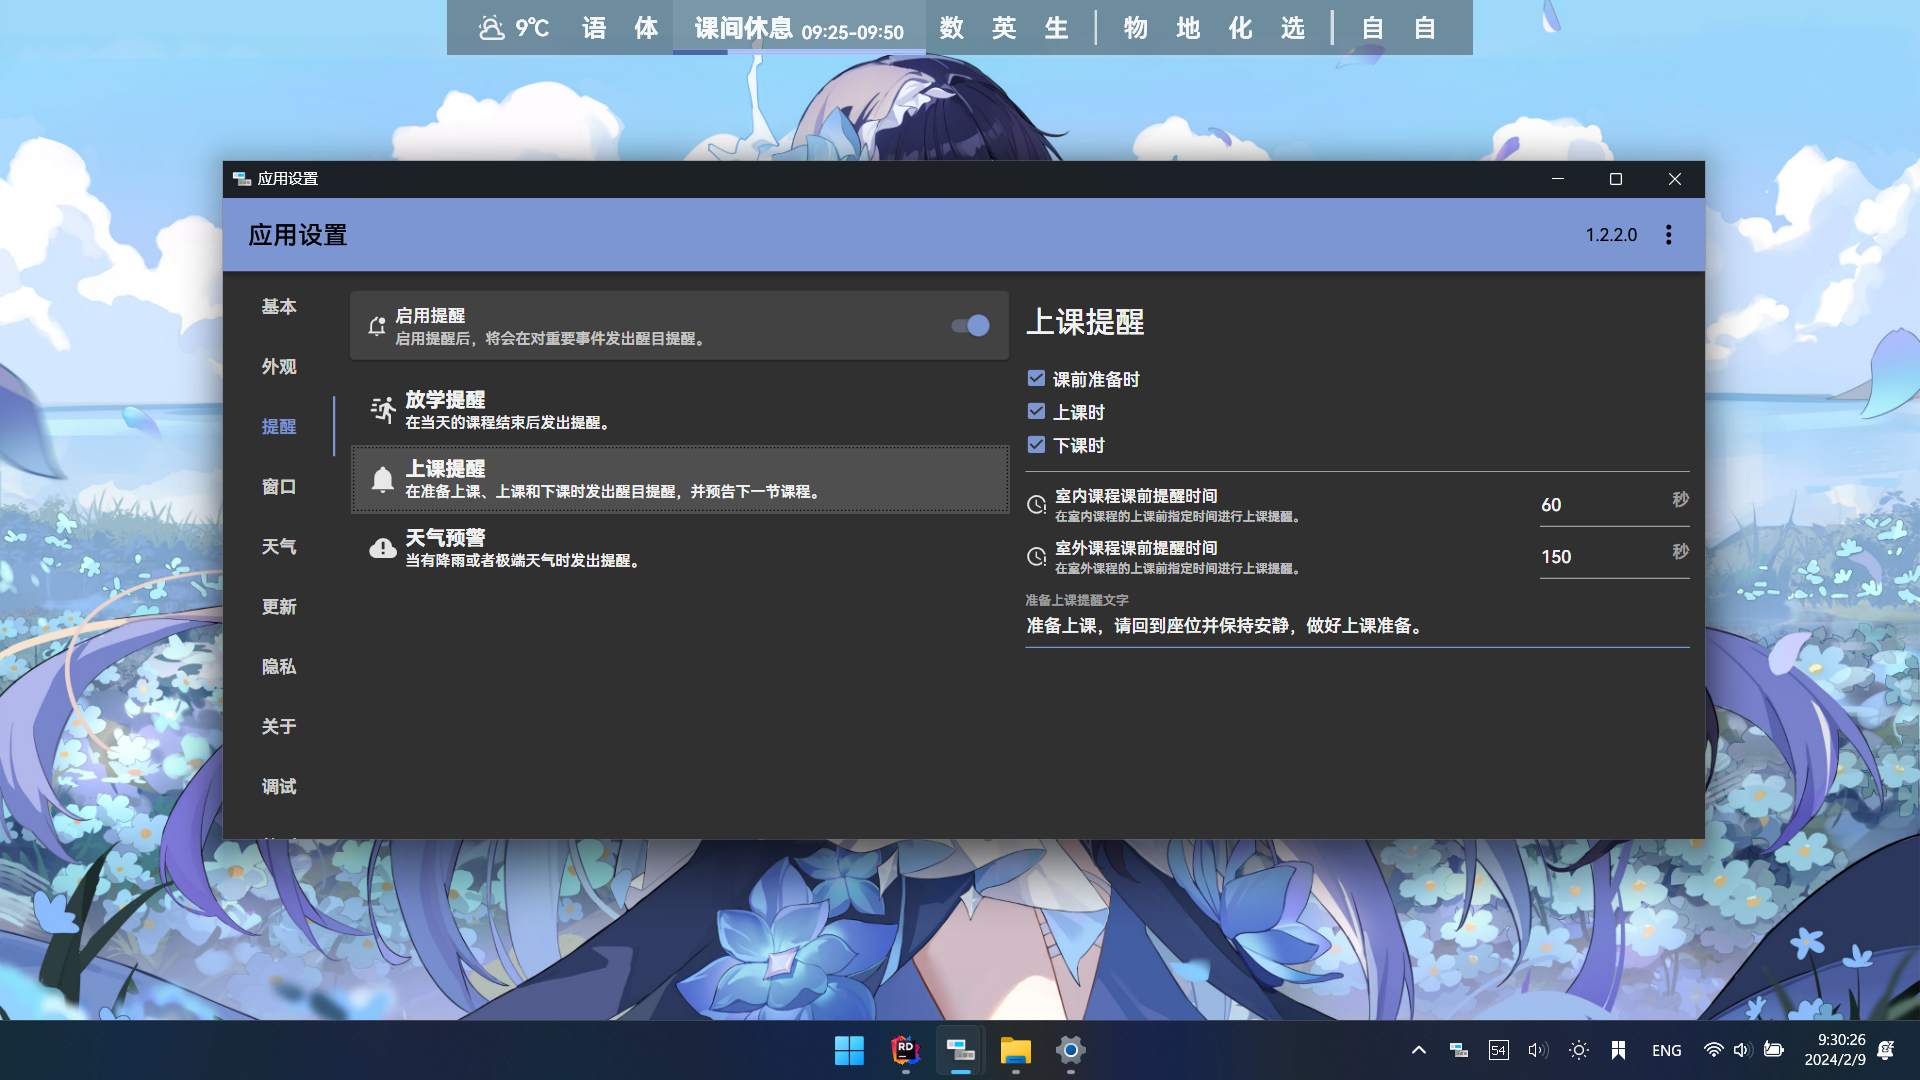 9℃ 语 体 课间休息 09:25-09:50 数 英 生 | 物 地 化 选 | 自 自
应用设置
应用设置
1.2.2.0
基本
外观
提醒
窗口
天气
更新
隐私
关于
调试
启用提醒
启用提醒后，将会在对重要事件发出醒目提醒。
放学提醒
在当天的课程结束后发出提醒。
上课提醒
在准备上课、上课和下课时发出醒目提醒，并预告下一节课程。
天气预警
当有降雨或者极端天气时发出提醒。
上课提醒
课前准备时
上课时
下课时
室内课程课前提醒时间
在室内课程的上课前指定时间进行上课提醒。
60 秒
室外课程课前提醒时间
在室外课程的上课前指定时间进行上课提醒。
150 秒
准备上课提醒文字
准备上课，请回到座位并保持安静，做好上课准备。
RD
54
ENG
9:30:26
2024/2/9